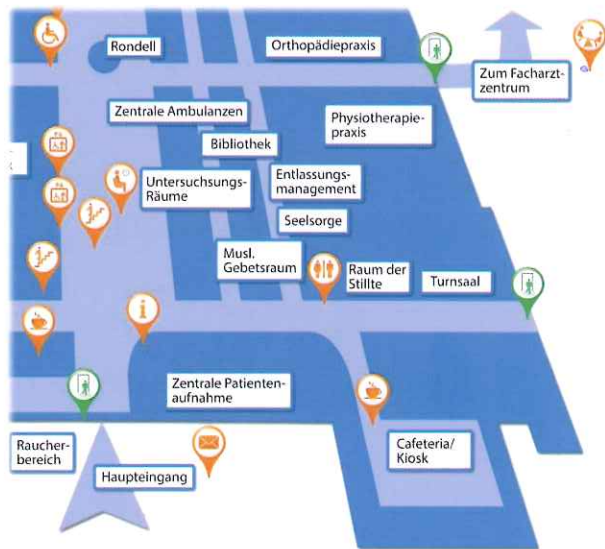 Rondell
Orthopädiepraxis
Zum Facharzt-
zentrum
Zentrale Ambulanzen
Physiotherapie-
praxis
Bibliothek
Untersuchsungs-
Räume
Entlassungs-
management
Seelsorge
Musl.
Gebetsraum
Raum der
Stillte
Turnsaal
i
Zentrale Patienten-
aufnahme
Raucher-
bereich
Haupteingang
Cafeteria/
Kiosk